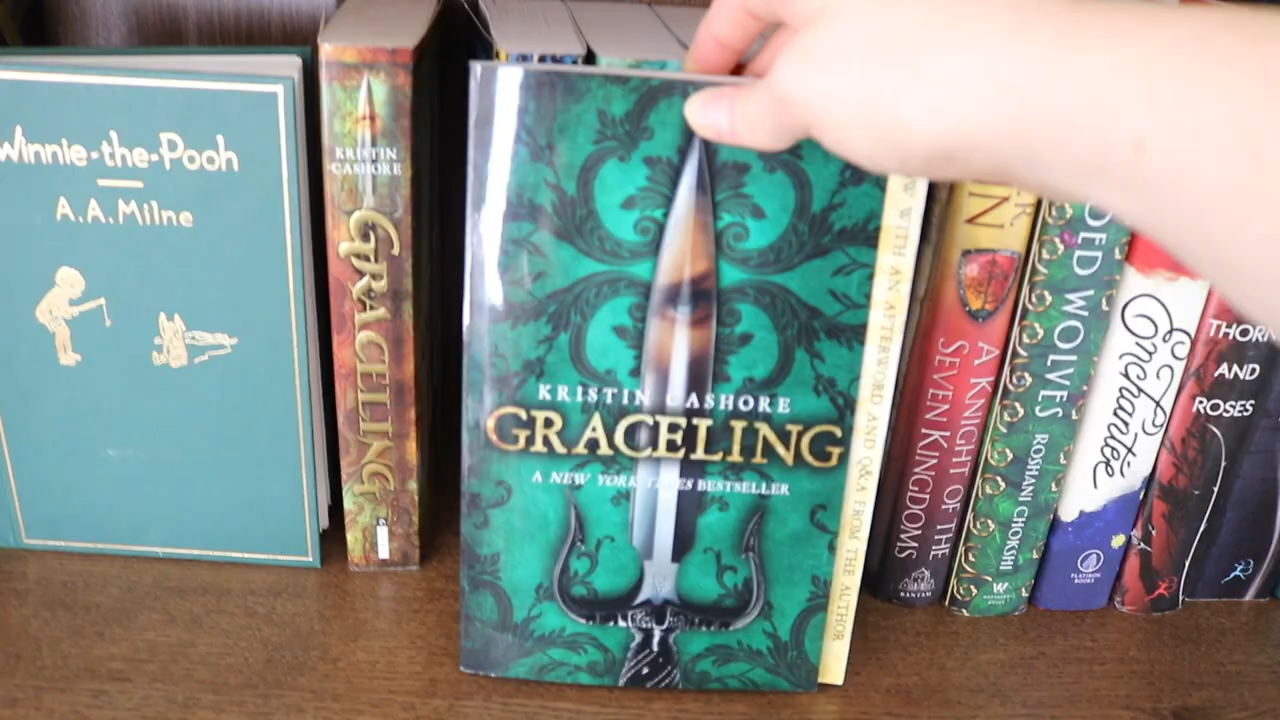 Winnie-the-Pooh
A.A.Milne
KRISTIN
CASHORE
GRACELING
KRISTIN CASHORE
GRACELING
A NEW YORK TIMES BESTSELLER
WITH AN AFTERWORD AND Q&A FROM THE AUTHOR
A KNIGHT OF THE
SEVEN KINGDOMS
BANTAM
WOLVES
ROSHANI CHOKSHI
Enchantée
FLATIRON
BOOKS
THORN
AND
ROSES